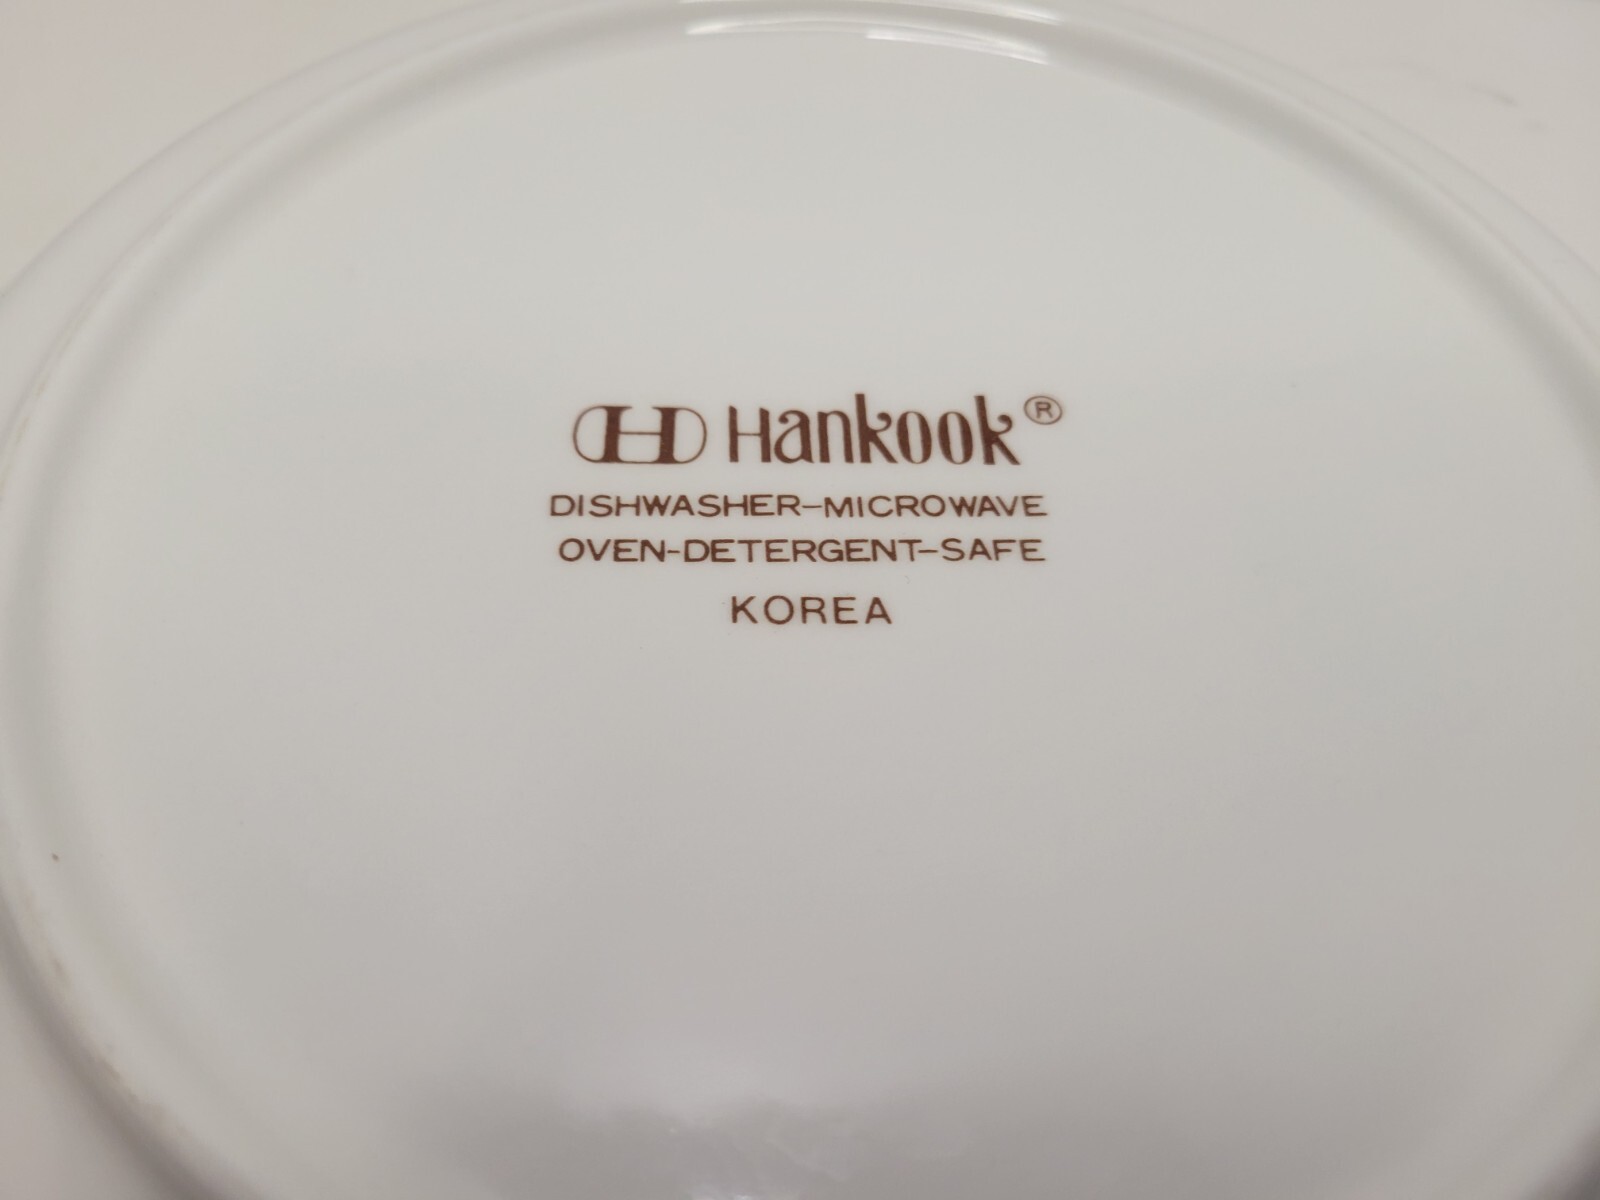 H Hankook®
DISHWASHER-MICROWAVE
OVEN-DETERGENT-SAFE
KOREA